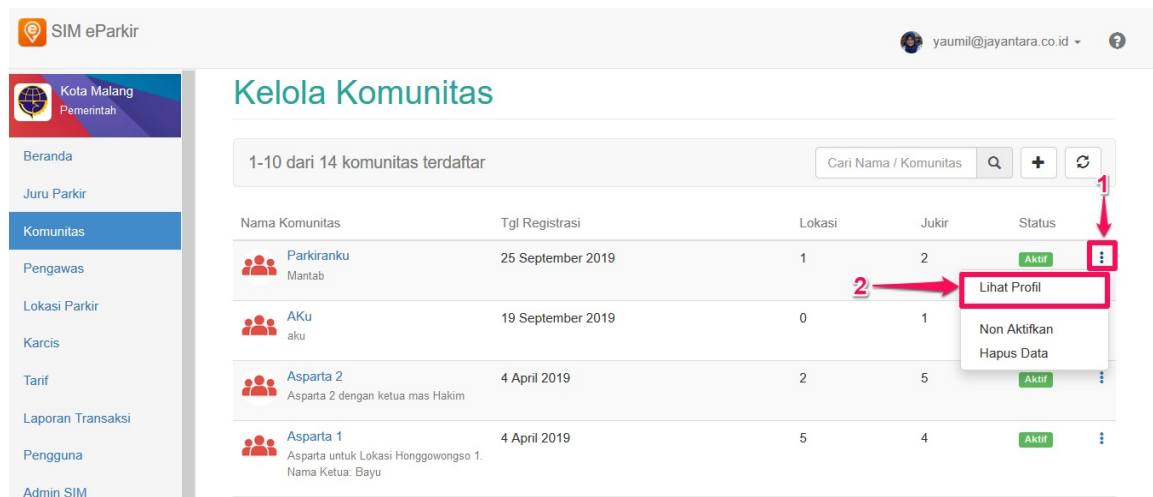 SIM eParkir
yaumil@jayantara.co.id
Kota Malang
Pemerintah
Beranda
Juru Parkir
Komunitas
Pengawas
Lokasi Parkir
Karcis
Tarif
Laporan Transaksi
Pengguna
Admin SIM
Kelola Komunitas
1-10 dari 14 komunitas terdaftar
Cari Nama / Komunitas
1
Nama Komunitas Tgl Registrasi Lokasi Jukir Status
Parkiranku 25 September 2019 1 2 Aktif
Mantab
2
Lihat Profil
Non Aktifkan
Hapus Data
AKu 19 September 2019 0 1
aku
Asparta 2 4 April 2019 2 5 Aktif
Asparta 2 dengan ketua mas Hakim
Asparta 1 4 April 2019 5 4 Aktif
Asparta untuk Lokasi Honggowongso 1.
Nama Ketua: Bayu